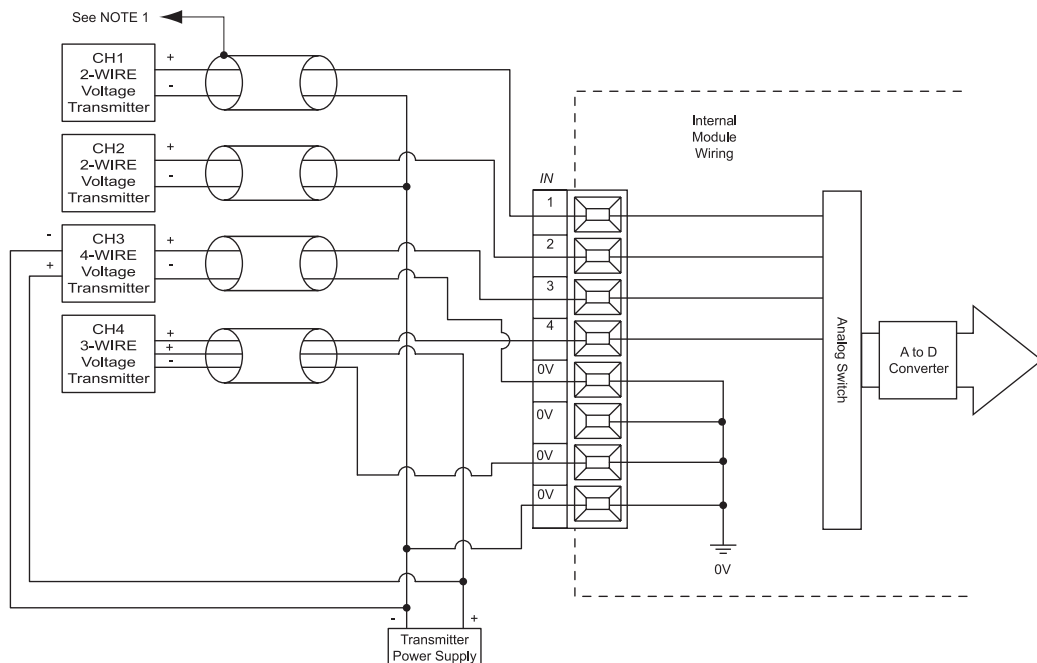 See NOTE 1
CH1
2-WIRE
Voltage
Transmitter
+
-
CH2
2-WIRE
Voltage
Transmitter
+
-
-
+
CH3
4-WIRE
Voltage
Transmitter
+
-
CH4
3-WIRE
Voltage
Transmitter
+
+
-
Internal
Module
Wiring
IN
1
2
3
4
0V
0V
0V
0V
0V
Analog Switch
A to D
Converter
-
+
Transmitter
Power Supply